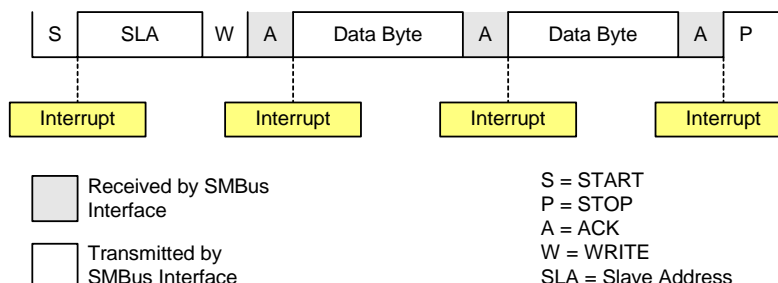 S SLA W A Data Byte A Data Byte A P
Interrupt Interrupt Interrupt Interrupt
Received by SMBus
Interface
Transmitted by
SMBus Interface
S = START
P = STOP
A = ACK
W = WRITE
SLA = Slave Address